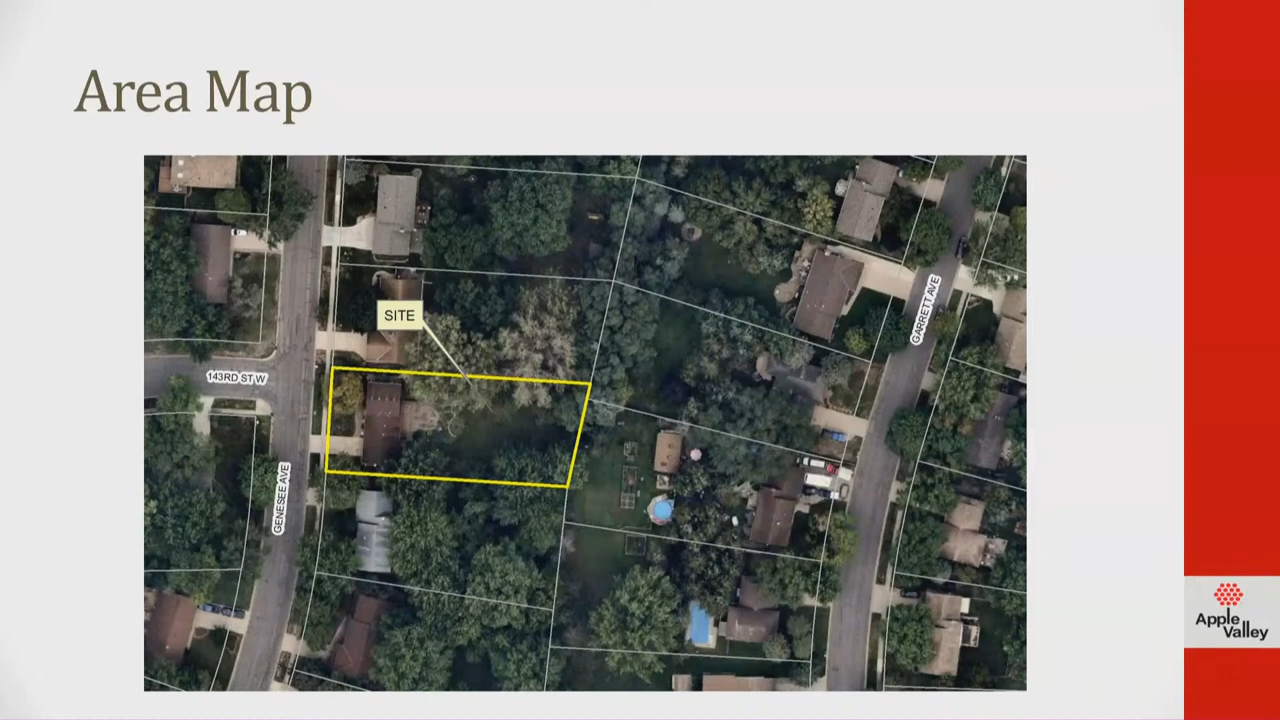 Area Map
SITE
GARRETT AVE
143RD ST W
GENESEE AVE
Apple
Valley